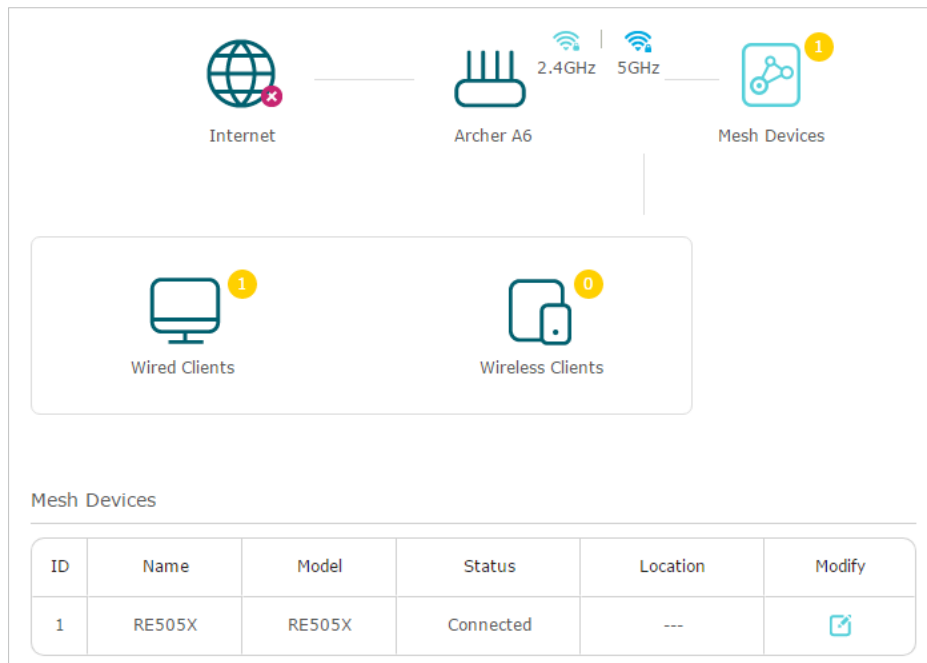 1
2.4GHz 5GHz
Internet Archer A6 Mesh Devices
1 0
Wired Clients Wireless Clients
Mesh Devices
ID Name Model Status Location Modify
1 RE505X RE505X Connected ---